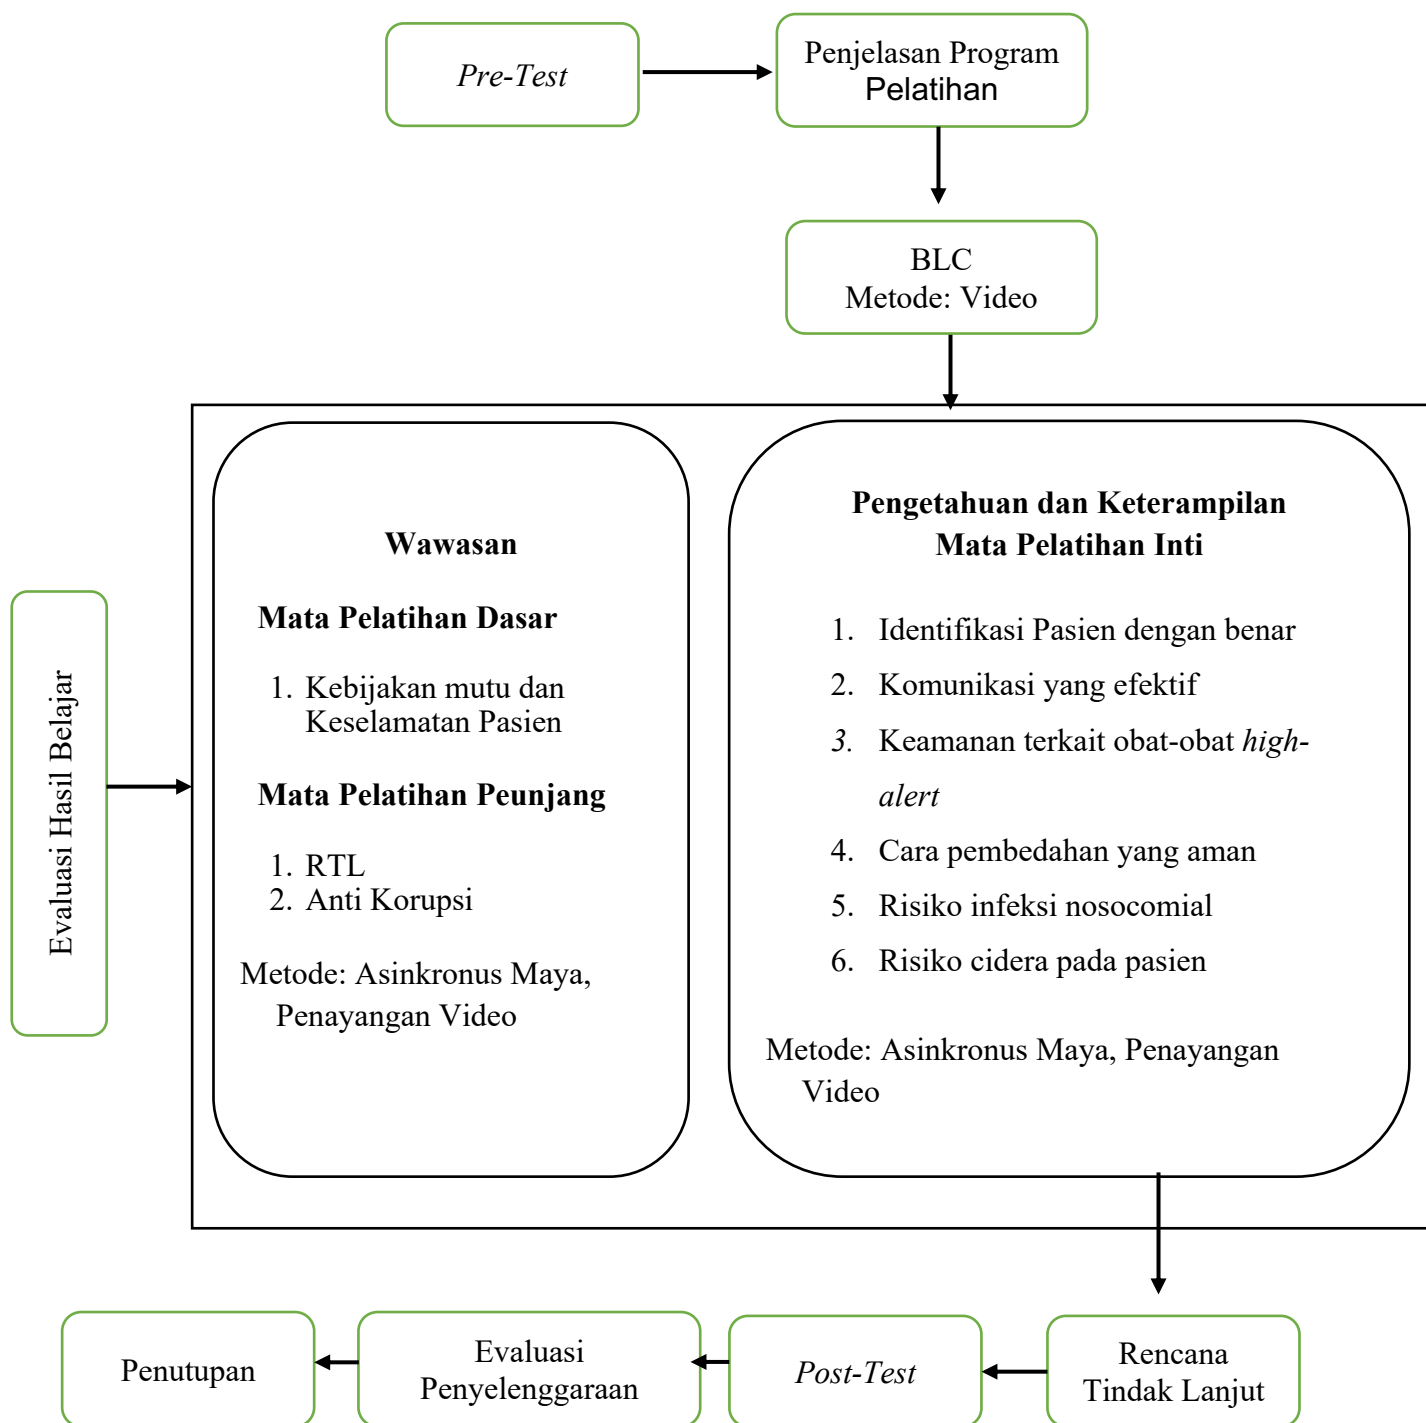 Pre-Test
Penjelasan Program
Pelatihan
BLC
Metode: Video
Evaluasi Hasil Belajar
Wawasan
Mata Pelatihan Dasar
1. Kebijakan mutu dan
Keselamatan Pasien
Mata Pelatihan Peunjang
1. RTL
2. Anti Korupsi
Metode: Asinkronus Maya,
Penayangan Video
Pengetahuan dan Keterampilan
Mata Pelatihan Inti
1. Identifikasi Pasien dengan benar
2. Komunikasi yang efektif
3. Keamanan terkait obat-obat high-
alert
4. Cara pembedahan yang aman
5. Risiko infeksi nosocomial
6. Risiko cidera pada pasien
Metode: Asinkronus Maya, Penayangan
Video
Rencana
Tindak Lanjut
Post-Test
Evaluasi
Penyelenggaraan
Penutupan